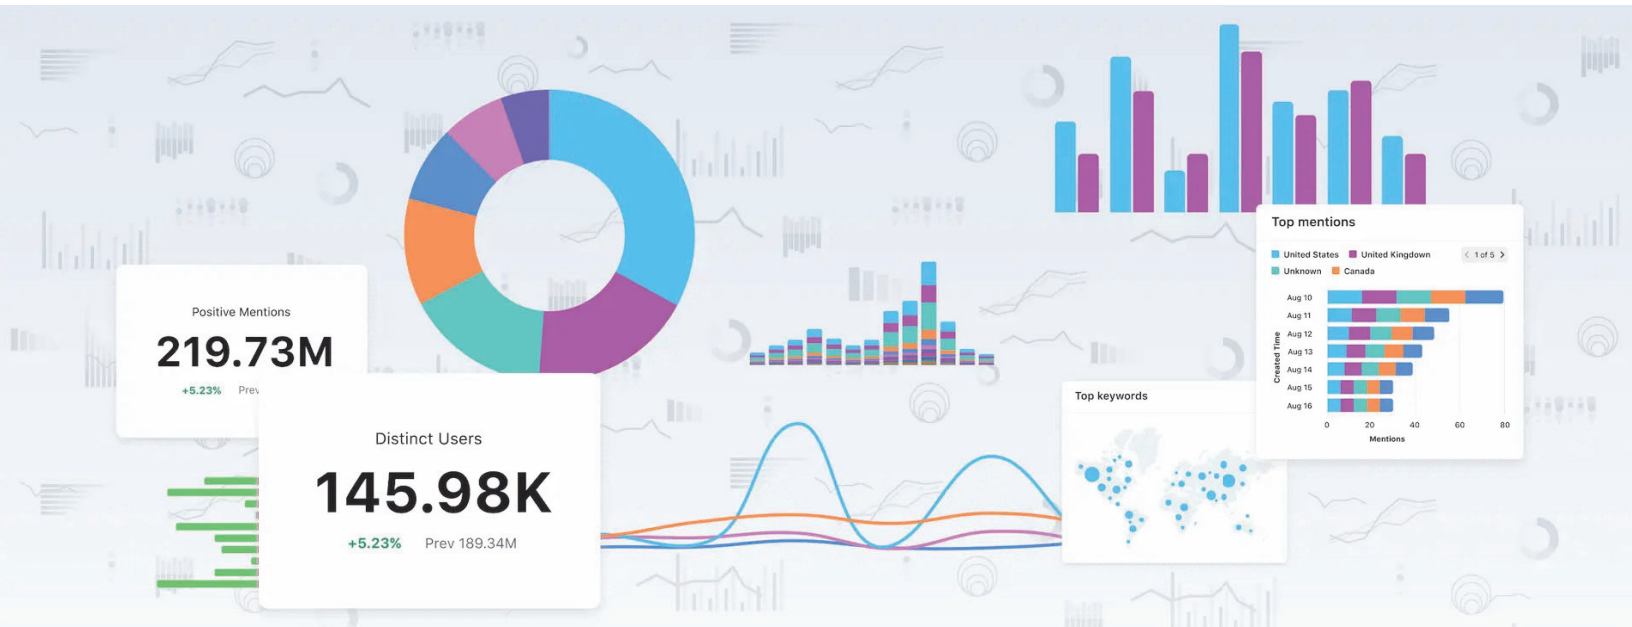 Positive Mentions
219.73M
+5.23% Prev
Distinct Users
145.98K
+5.23% Prev 189.34M
Top keywords
Top mentions
United States United Kingdown 1 of 5
Unknown Canada
Created Time
Aug 10
Aug 11
Aug 12
Aug 13
Aug 14
Aug 15
Aug 16
0 20 40 60 80
Mentions